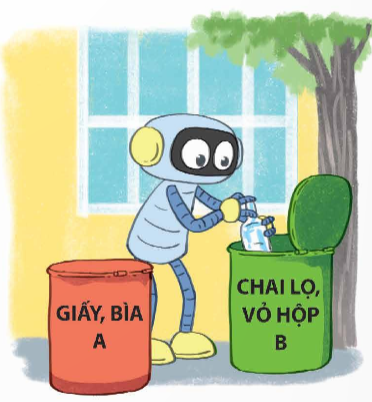 GIẤY, BÌA
A
CHAI LỌ,
VỎ HỘP
B